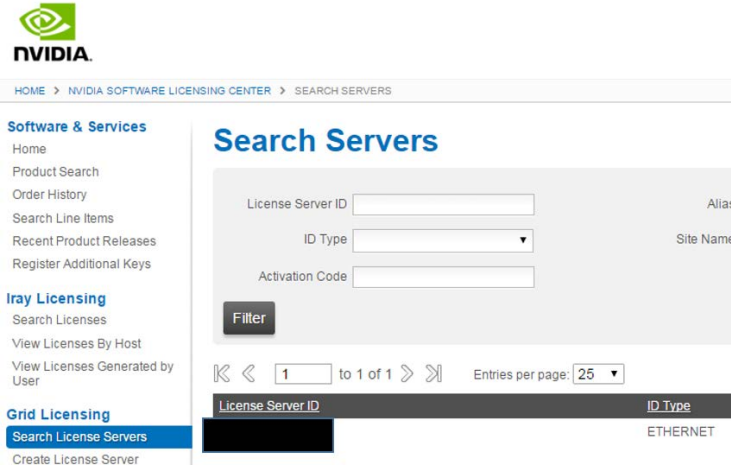 NVIDIA.
HOME > NVIDIA SOFTWARE LICENSING CENTER > SEARCH SERVERS
Software & Services
Home
Product Search
Order History
Search Line Items
Recent Product Releases
Register Additional Keys
Iray Licensing
Search Licenses
View Licenses By Host
View Licenses Generated by
User
Grid Licensing
Search License Servers
Create License Server
Search Servers
License Server ID
Alias
ID Type
Site Name
Activation Code
Filter
1 to 1 of 1 Entries per page: 25
License Server ID ID Type
ETHERNET